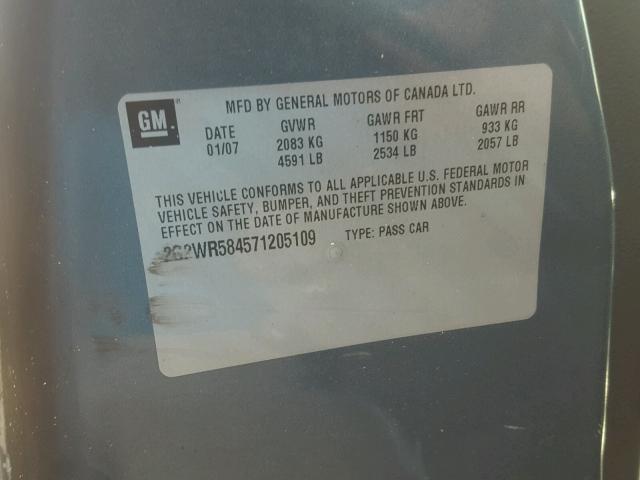 GM
MFD BY GENERAL MOTORS OF CANADA LTD.
DATE GVWR GAWR FRT GAWR RR
01/07 2083 KG 1150 KG 933 KG
4591 LB 2534 LB 2057 LB
THIS VEHICLE CONFORMS TO ALL APPLICABLE U.S. FEDERAL MOTOR
VEHICLE SAFETY, BUMPER, AND THEFT PREVENTION STANDARDS IN
EFFECT ON THE DATE OF MANUFACTURE SHOWN ABOVE.
2G2WR584571205109 TYPE: PASS CAR